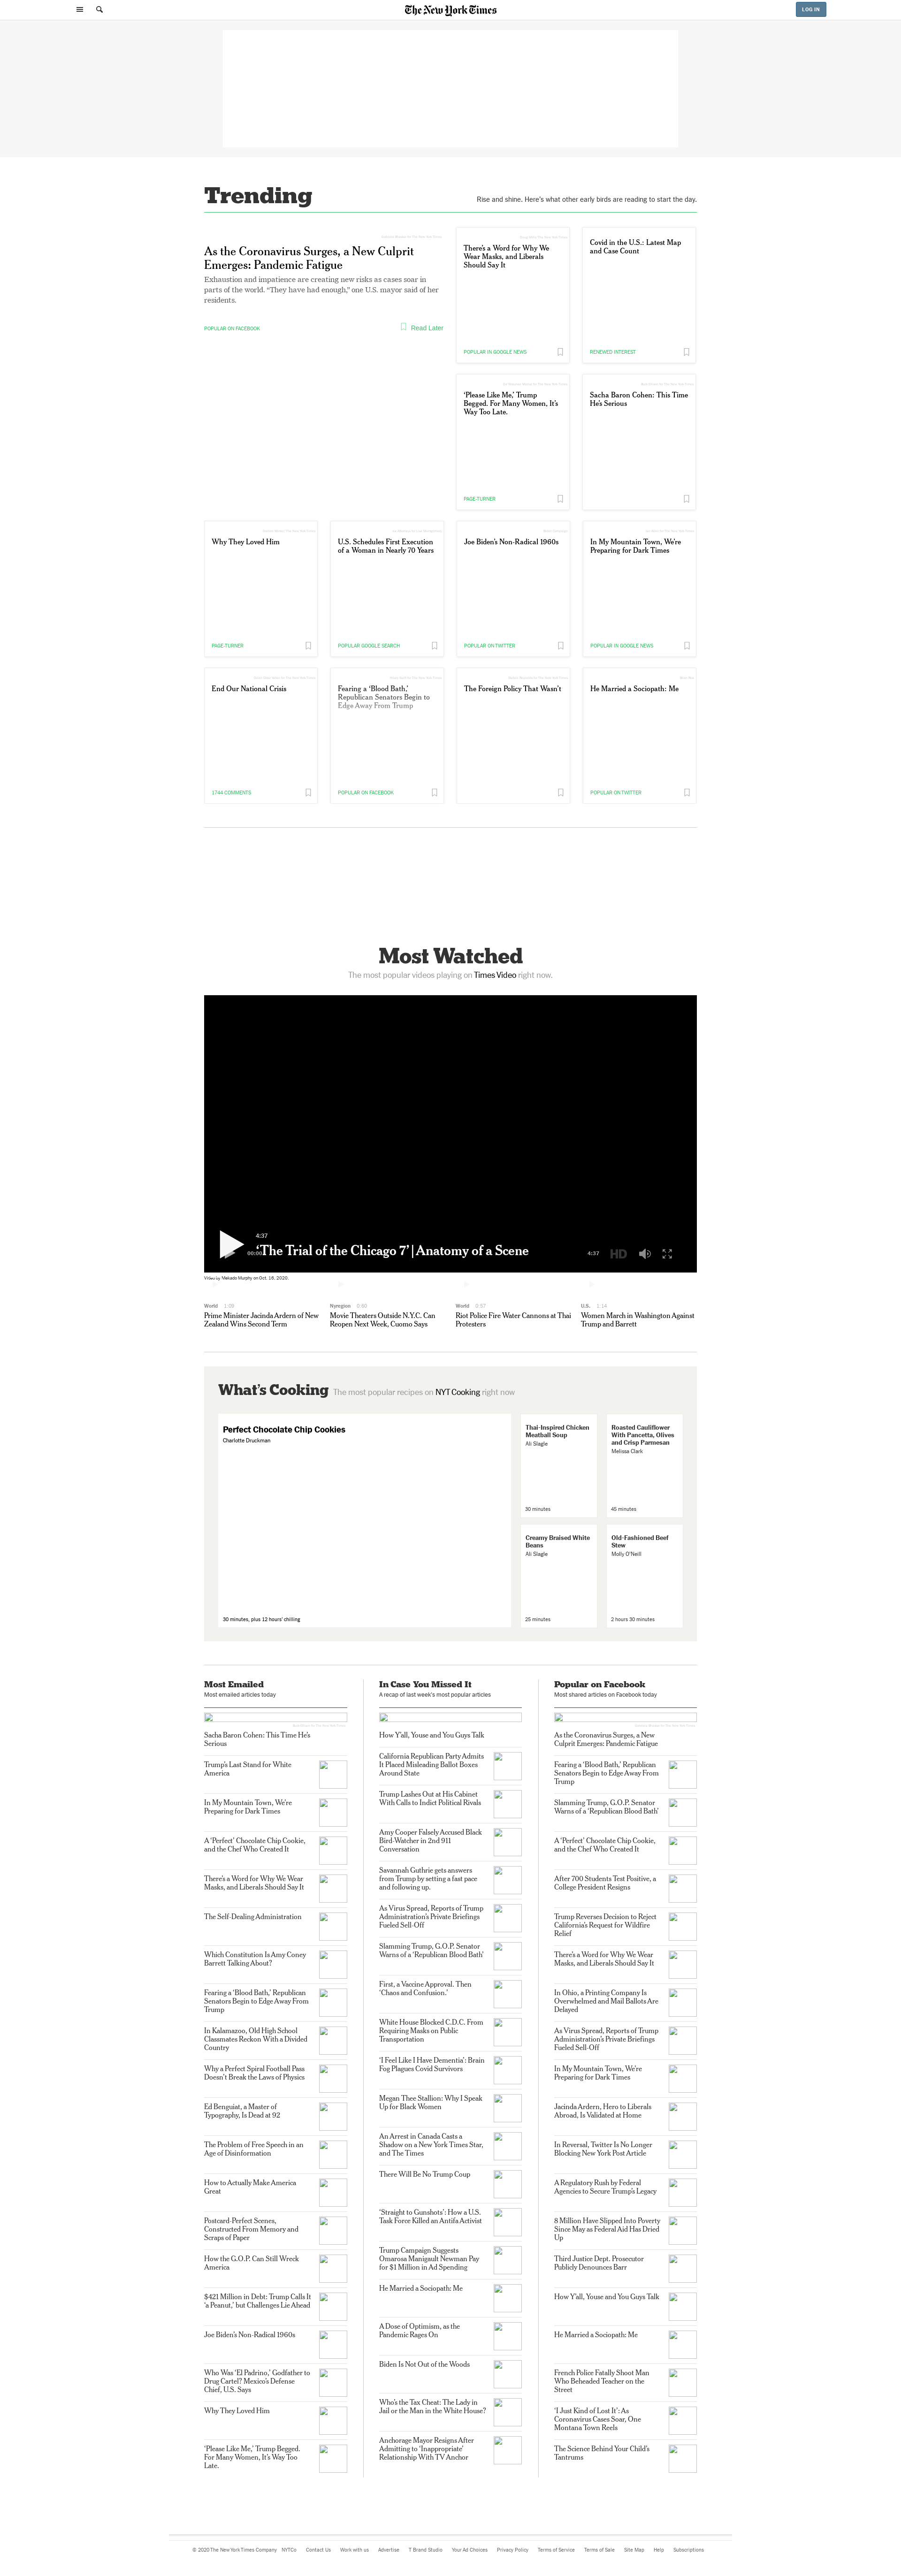 The New York Times
LOG IN
Trending
Rise and shine. Here's what other early birds are reading to start the day.
As the Coronavirus Surges, a New Culprit
Emerges: Pandemic Fatigue
Exhaustion and impatience are creating new risks as cases soar in
parts of the world. "They have had enough," one U.S. mayor said of her
residents.
POPULAR ON FACEBOOK
Read Later
There's a Word for Why We
Wear Masks, and Liberals
Should Say It
POPULAR IN GOOGLE NEWS
Covid in the U.S.: Latest Map
and Case Count
RENEWED INTEREST
'Please Like Me,' Trump
Begged. For Many Women, It's
Way Too Late.
PAGE-TURNER
Sacha Baron Cohen: This Time
He's Serious
Why They Loved Him
PAGE-TURNER
U.S. Schedules First Execution
of a Woman in Nearly 70 Years
POPULAR GOOGLE SEARCH
Joe Biden's Non-Radical 1960s
POPULAR ON TWITTER
In My Mountain Town, We're
Preparing for Dark Times
POPULAR IN GOOGLE NEWS
End Our National Crisis
1744 COMMENTS
Fearing a 'Blood Bath,'
Republican Senators Begin to
Edge Away From Trump
POPULAR ON FACEBOOK
The Foreign Policy That Wasn't
He Married a Sociopath: Me
POPULAR ON TWITTER
Most Watched
The most popular videos playing on Times Video right now.
4:37
00:00
'The Trial of the Chicago 7' | Anatomy of a Scene
4:37
HD
Video by Mekado Murphy on Oct. 16, 2020.
World
Prime Minister Jacinda Ardern of New
Zealand Wins Second Term
Nyregion
Movie Theaters Outside N.Y.C. Can
Reopen Next Week, Cuomo Says
World 0:57
Riot Police Fire Water Cannons at Thai
Protesters
U.S. 1:14
Women March in Washington Against
Trump and Barrett
What's Cooking The most popular recipes on NYT Cooking right now
Perfect Chocolate Chip Cookies
Charlotte Druckman
30 minutes, plus 12 hours' chilling
Thai-Inspired Chicken
Meatball Soup
Ali Slagle
30 minutes
Roasted Cauliflower
With Pancetta, Olives
and Crisp Parmesan
Melissa Clark
45 minutes
Creamy Braised White
Beans
Ali Slagle
25 minutes
Old-Fashioned Beef
Stew
Molly O'Neill
2 hours 30 minutes
Most Emailed
Most emailed articles today
Sacha Baron Cohen: This Time He's
Serious
Trump's Last Stand for White
America
In My Mountain Town, We're
Preparing for Dark Times
A 'Perfect' Chocolate Chip Cookie,
and the Chef Who Created It
There's a Word for Why We Wear
Masks, and Liberals Should Say It
The Self-Dealing Administration
Which Constitution Is Amy Coney
Barrett Talking About?
Fearing a 'Blood Bath,' Republican
Senators Begin to Edge Away From
Trump
In Kalamazoo, Old High School
Classmates Reckon With a Divided
Country
Why a Perfect Spiral Football Pass
Doesn't Break the Laws of Physics
Ed Benguiat, a Master of
Typography, Is Dead at 92
The Problem of Free Speech in an
Age of Disinformation
How to Actually Make America
Great
Postcard-Perfect Scenes,
Constructed From Memory and
Scraps of Paper
How the G.O.P. Can Still Wreck
America
$421 Million in Debt: Trump Calls It
'a Peanut,' but Challenges Lie Ahead
Joe Biden's Non-Radical 1960s
Who Was 'El Padrino,' Godfather to
Drug Cartel? Mexico's Defense
Chief, U.S. Says
Why They Loved Him
'Please Like Me,' Trump Begged.
For Many Women, It's Way Too
Late.
In Case You Missed It
A recap of last week's most popular articles
How Y'all, Youse and You Guys Talk
California Republican Party Admits
It Placed Misleading Ballot Boxes
Around State
Trump Lashes Out at His Cabinet
With Calls to Indict Political Rivals
Amy Cooper Falsely Accused Black
Bird-Watcher in 2nd 911
Conversation
Savannah Guthrie gets answers
from Trump by setting a fast pace
and following up.
As Virus Spread, Reports of Trump
Administration's Private Briefings
Fueled Sell-Off
Slamming Trump, G.O.P. Senator
Warns of a 'Republican Blood Bath'
First, a Vaccine Approval. Then
'Chaos and Confusion.'
White House Blocked C.D.C. From
Requiring Masks on Public
Transportation
'I Feel Like I Have Dementia': Brain
Fog Plagues Covid Survivors
Megan Thee Stallion: Why I Speak
Up for Black Women
An Arrest in Canada Casts a
Shadow on a New York Times Star,
and The Times
There Will Be No Trump Coup
'Straight to Gunshots': How a U.S.
Task Force Killed an Antifa Activist
Trump Campaign Suggests
Omarosa Manigault Newman Pay
for $1 Million in Ad Spending
He Married a Sociopath: Me
A Dose of Optimism, as the
Pandemic Rages On
Biden Is Not Out of the Woods
Who's the Tax Cheat: The Lady in
Jail or the Man in the White House?
Anchorage Mayor Resigns After
Admitting to 'Inappropriate'
Relationship With TV Anchor
Popular on Facebook
Most shared articles on Facebook today
As the Coronavirus Surges, a New
Culprit Emerges: Pandemic Fatigue
Fearing a 'Blood Bath,' Republican
Senators Begin to Edge Away From
Trump
Slamming Trump, G.O.P. Senator
Warns of a 'Republican Blood Bath'
A 'Perfect' Chocolate Chip Cookie,
and the Chef Who Created It
After 700 Students Test Positive, a
College President Resigns
Trump Reverses Decision to Reject
California's Request for Wildfire
Relief
There's a Word for Why We Wear
Masks, and Liberals Should Say It
In Ohio, a Printing Company Is
Overwhelmed and Mail Ballots Are
Delayed
As Virus Spread, Reports of Trump
Administration's Private Briefings
Fueled Sell-Off
In My Mountain Town, We're
Preparing for Dark Times
Jacinda Ardern, Hero to Liberals
Abroad, Is Validated at Home
In Reversal, Twitter Is No Longer
Blocking New York Post Article
A Regulatory Rush by Federal
Agencies to Secure Trump's Legacy
8 Million Have Slipped Into Poverty
Since May as Federal Aid Has Dried
Up
Third Justice Dept. Prosecutor
Publicly Denounces Barr
How Y'all, Youse and You Guys Talk
He Married a Sociopath: Me
French Police Fatally Shoot Man
Who Beheaded Teacher on the
Street
'I Just Kind of Lost It': As
Coronavirus Cases Soar, One
Montana Town Reels
The Science Behind Your Child's
Tantrums
© 2020 The New York Times Company NYTCo Contact Us Work with us Advertise T Brand Studio Your Ad Choices Privacy Policy Terms of Service Terms of Sale Site Map Help Subscriptions